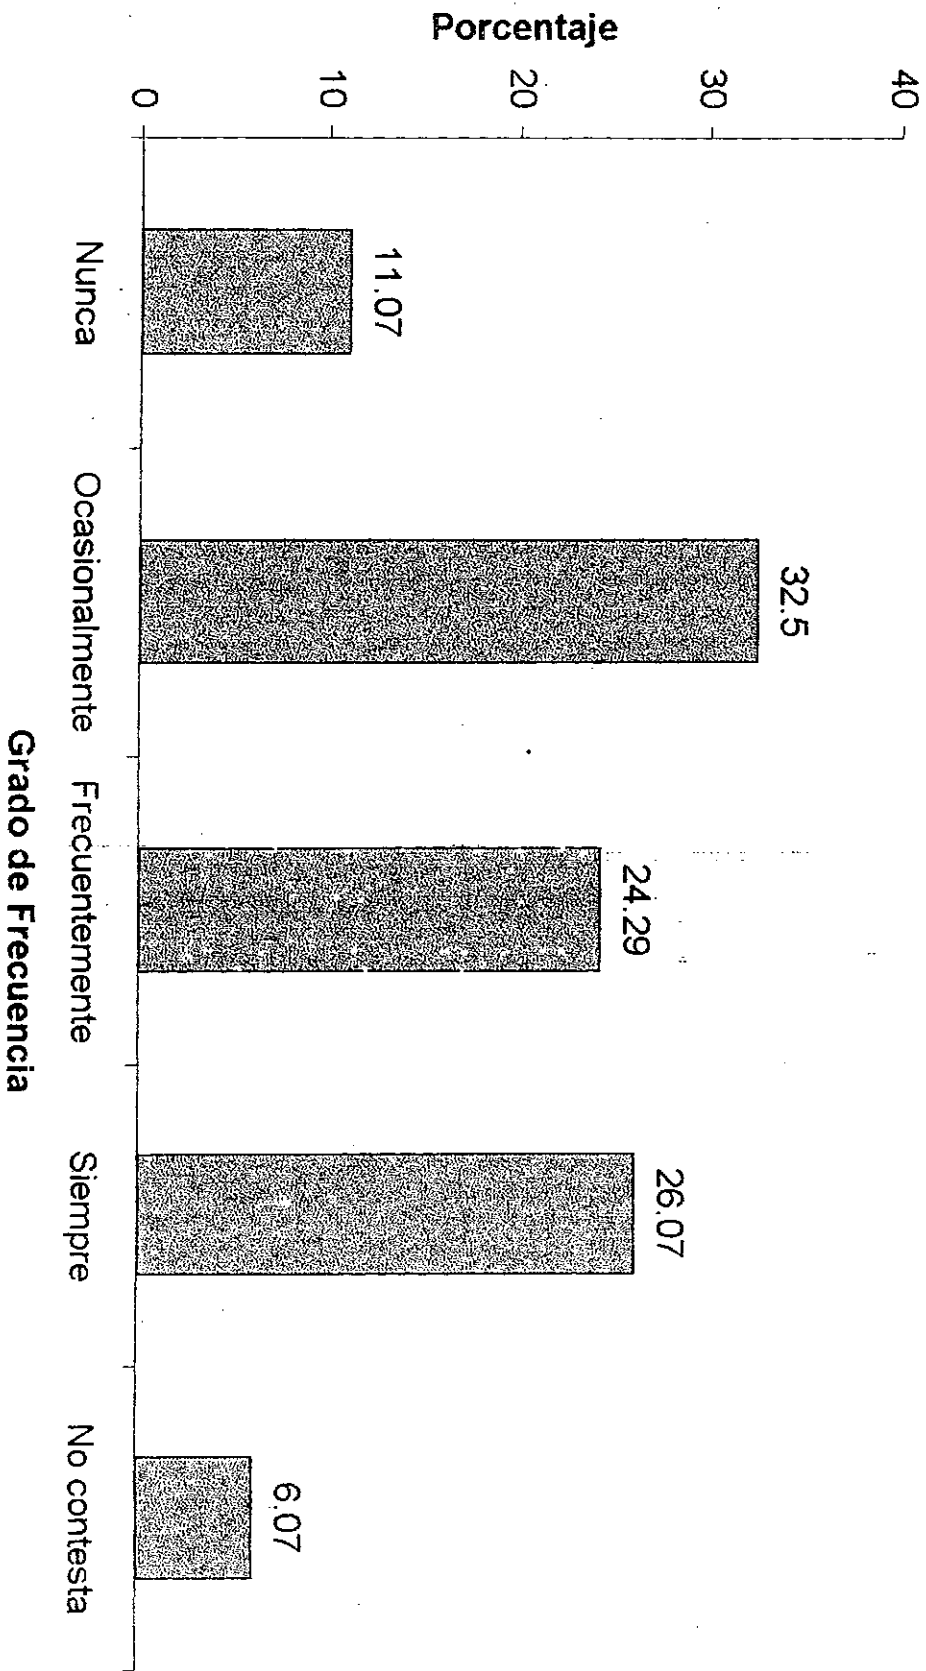 Porcentaje
40
30
20
10
0
11.07
32.5
24.29
26.07
6.07
Nunca
Ocasionalmente
Frecuentemente
Siempre
No contesta
Grado de Frecuencia